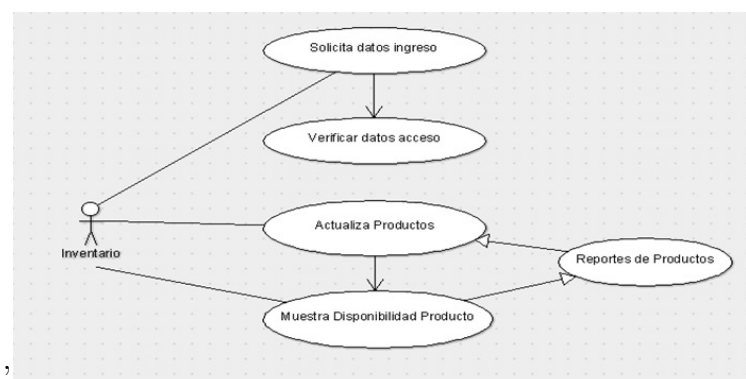 Solicita datos ingreso
Verificar datos acceso
Actualiza Productos
Inventario
Reportes de Productos
Muestra Disponibilidad Producto
,